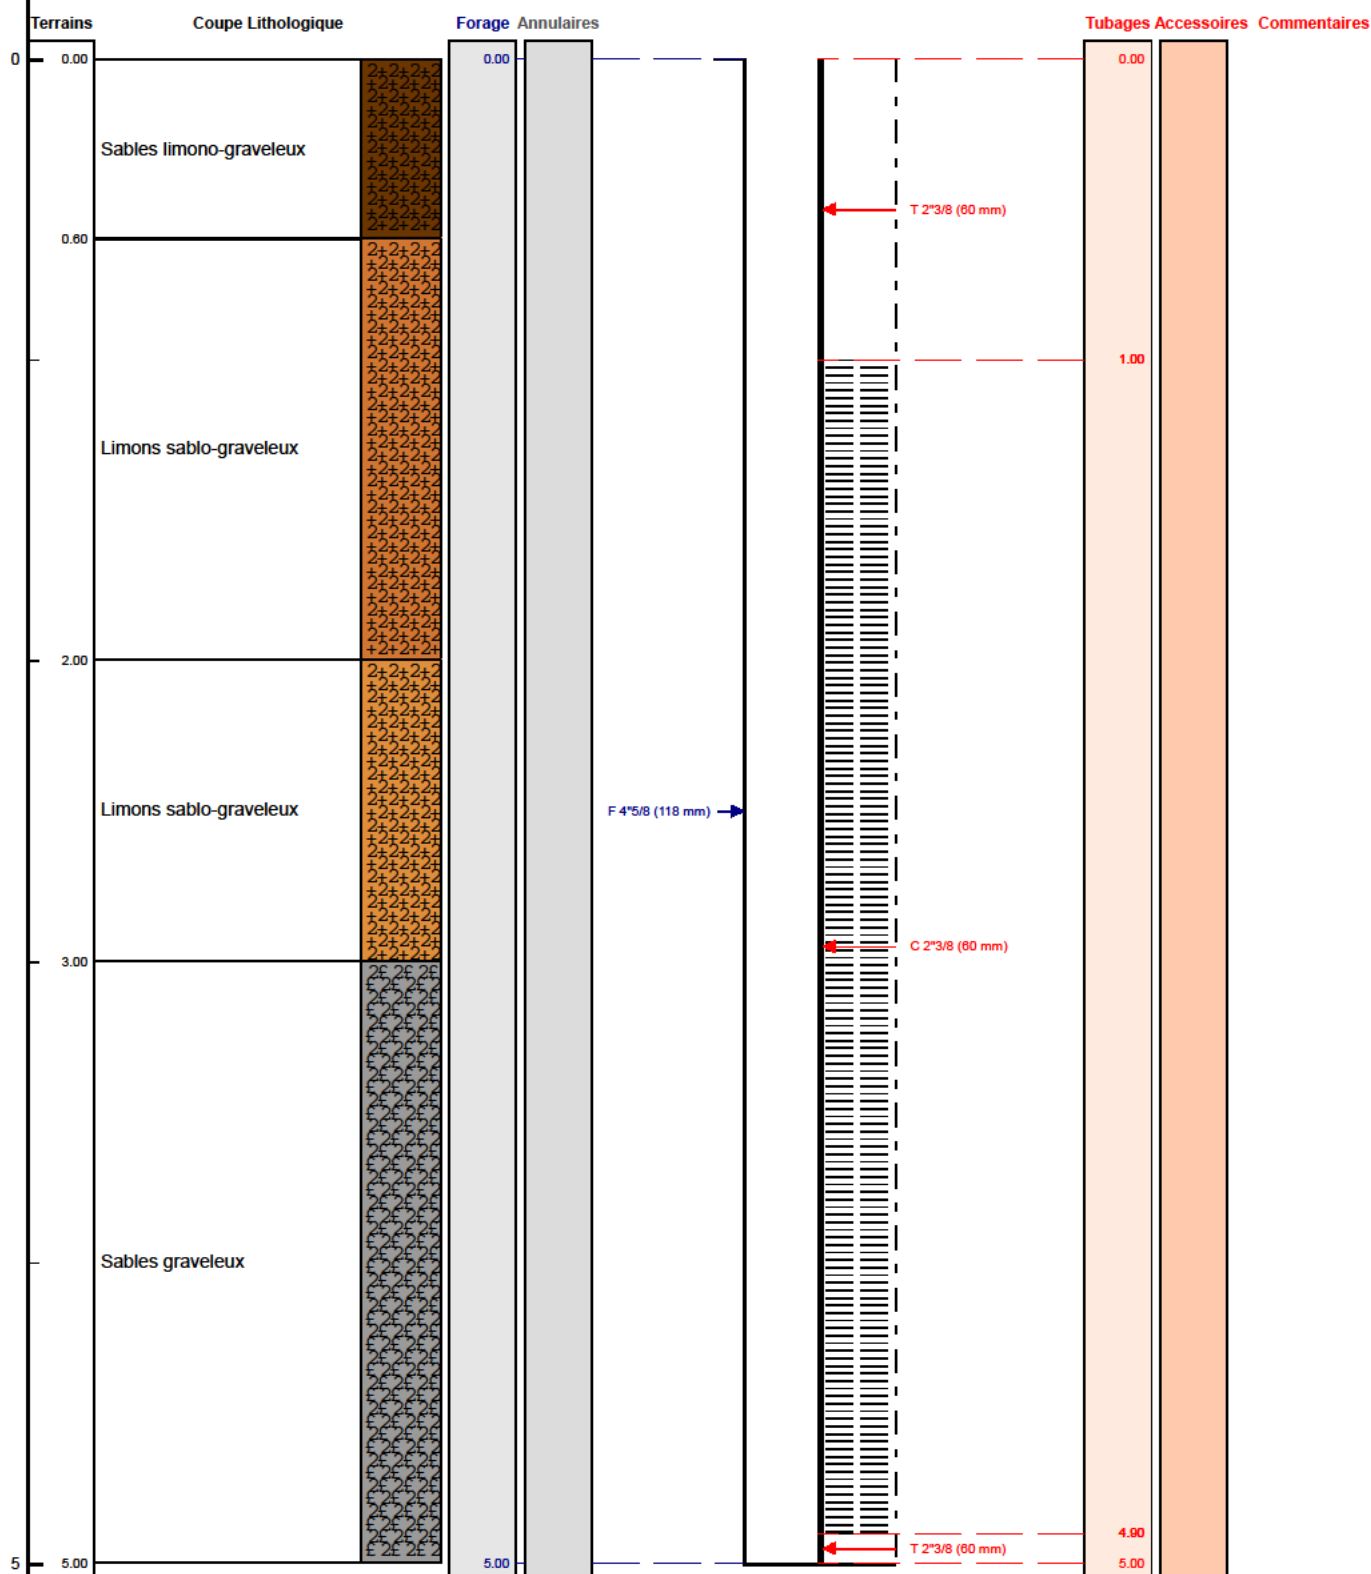 Terrains Coupe Lithologique Forage Annulaires Tubages Accessoires Commentaires
0 0.00 0.00 0.00
Sables limono-graveleux
T 2"3/8 (60 mm)
0.60
1.00
Limons sablo-graveleux
2.00
Limons sablo-graveleux
F 4"5/8 (118 mm)
C 2"3/8 (60 mm)
3.00
Sables graveleux
4.90
T 2"3/8 (60 mm)
5 5.00 5.00 5.00